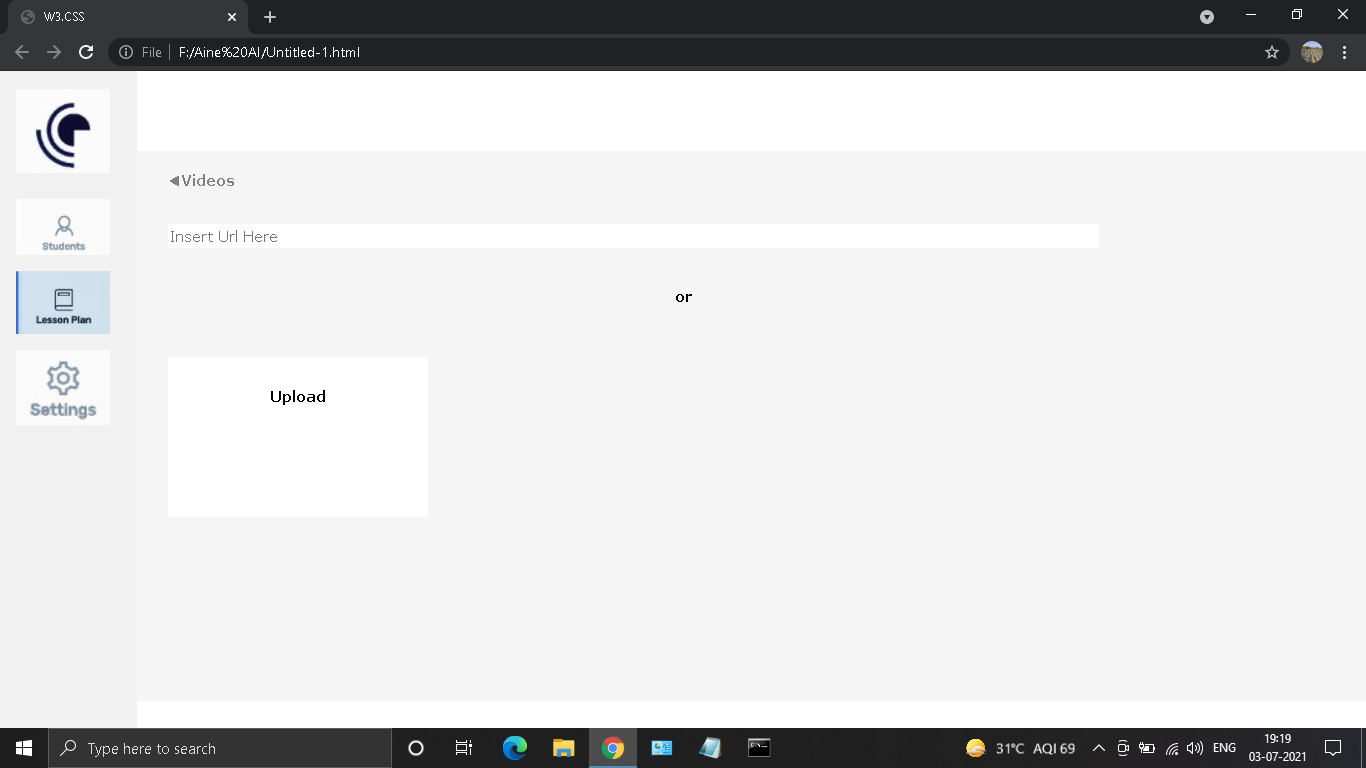 W3.CSS
File F:/Aine%20AI/Untitled-1.html
Students
Lesson Plan
Settings
◀Videos
Insert Url Here
or
Upload
Type here to search
31°C AQI 69
ENG
19:19
03-07-2021